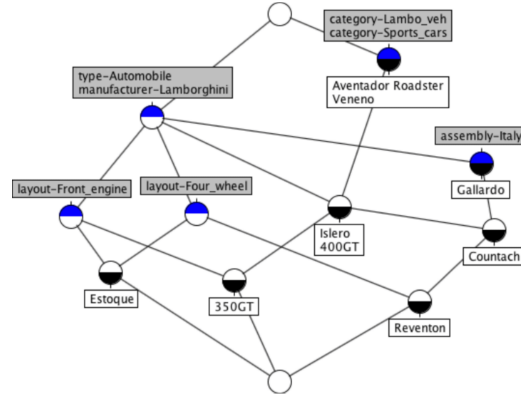 category-Lambo_veh
category-Sports_cars
type-Automobile
manufacturer-Lamborghini
Aventador Roadster
Veneno
assembly-Italy
layout-Front_engine
layout-Four_wheel
Gallardo
Islero
400GT
Countach
Estoque
350GT
Reventon